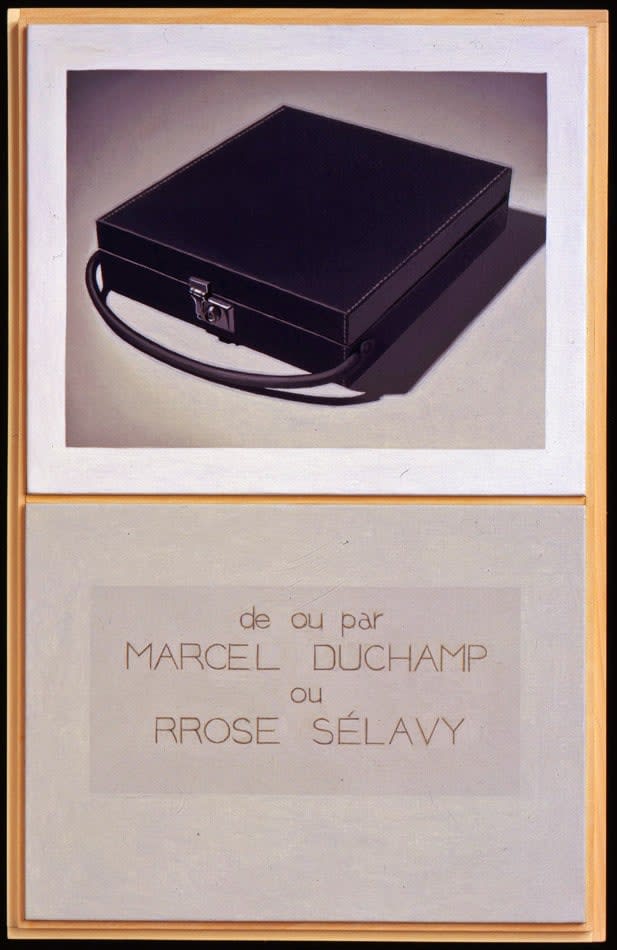 de ou par
MARCEL DUCHAMP
ou
RROSE SÉLAVY